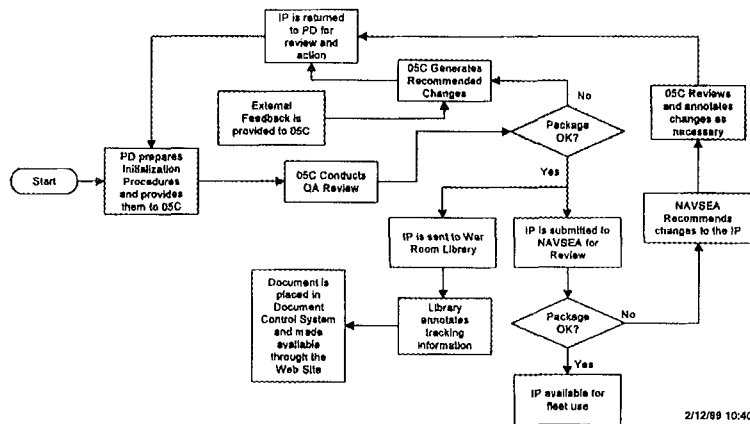 IP is returned
to PD for
review and
action
05C Generates
Recommended
Changes
External
Feedback is
provided to 05C
No
Package
OK?
05C Reviews
and annotates
changes as
necessary
Start
PD prepares
Initialization
Procedures
and provides
them to 05C
05C Conducts
QA Review
Yes
IP is sent to War
Room Library
IP is submitted to
NAVSEA for
Review
NAVSEA
Recommends
changes to the IP
Document is
placed in
Document
Control System
and made
available
through the
Web Site
Library
annotates
tracking
information
Package
OK?
No
Yes
IP available for
fleet use
2/12/99 10:40